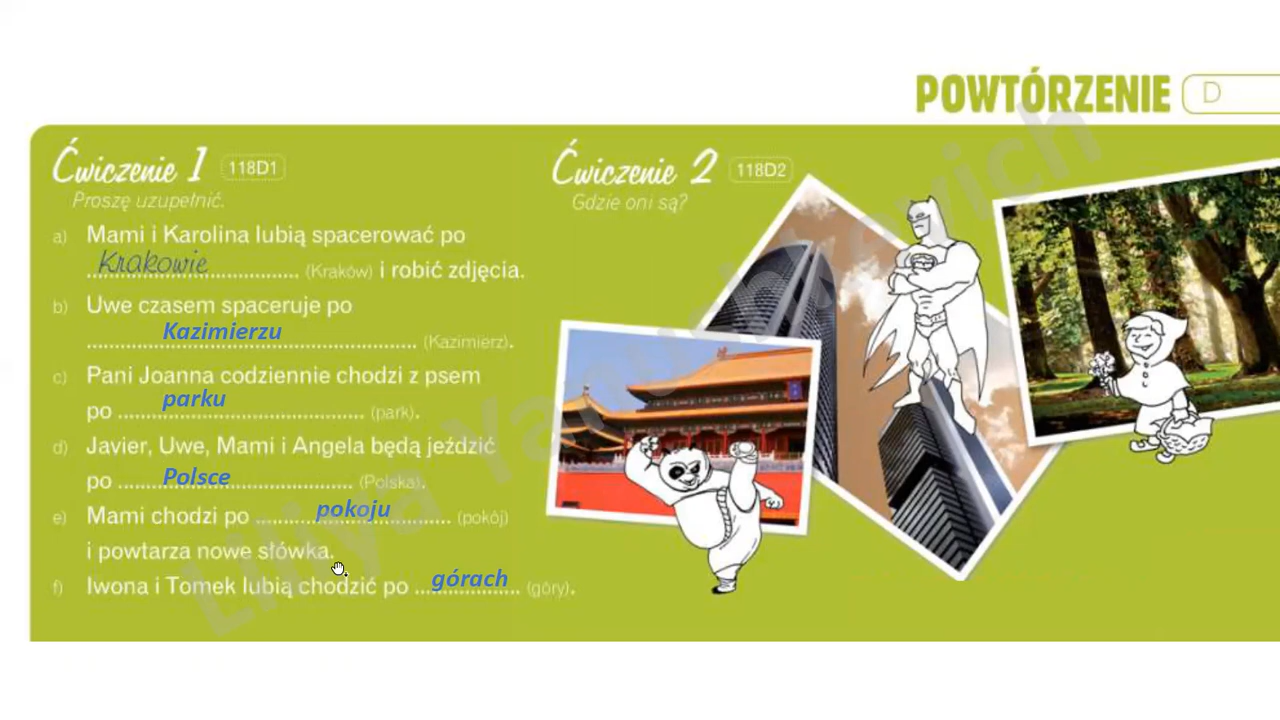 POWTÓRZENIE D
Ćwiczenie 1 118D1
Proszę uzupełnić.
a) Mami i Karolina lubią spacerować po
Krakowie (Kraków) i robić zdjęcia.
b) Uwe czasem spaceruje po
Kazimierzu (Kazimierz).
c) Pani Joanna codziennie chodzi z psem
po parku (park).
d) Javier, Uwe, Mami i Angela będą jeździć
po Polsce (Polska).
e) Mami chodzi po pokoju (pokój)
i powtarza nowe słówka.
f) Iwona i Tomek lubią chodzić po górach (góry).
Ćwiczenie 2 118D2
Gdzie oni są?